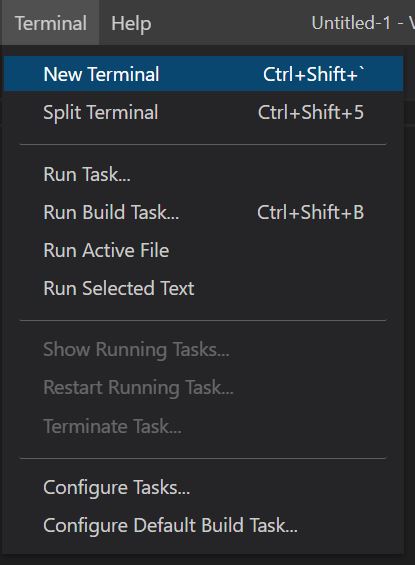 Terminal Help Untitled-1 -
New Terminal Ctrl+Shift+`
Split Terminal Ctrl+Shift+5
Run Task...
Run Build Task... Ctrl+Shift+B
Run Active File
Run Selected Text
Show Running Tasks...
Restart Running Task...
Terminate Task...
Configure Tasks...
Configure Default Build Task...